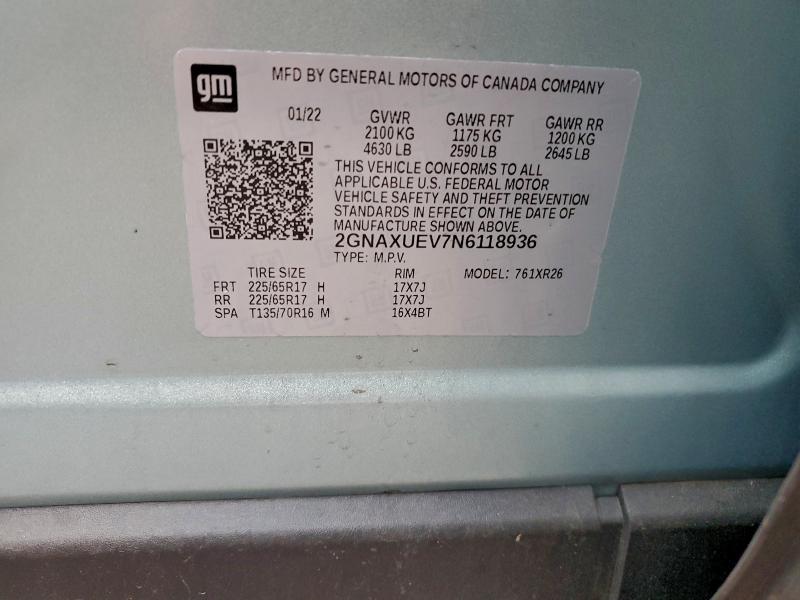 gm
MFD BY GENERAL MOTORS OF CANADA COMPANY
01/22 GVWR GAWR FRT GAWR RR
2100 KG 1175 KG 1200 KG
4630 LB 2590 LB 2645 LB
THIS VEHICLE CONFORMS TO ALL
APPLICABLE U.S. FEDERAL MOTOR
VEHICLE SAFETY AND THEFT PREVENTION
STANDARDS IN EFFECT ON THE DATE OF
MANUFACTURE SHOWN ABOVE.
2GNAXUEV7N6118936
TYPE: M.P.V.
TIRE SIZE RIM MODEL: 761XR26
FRT 225/65R17 H 17X7J
RR 225/65R17 H 17X7J
SPA T135/70R16 M 16X4BT